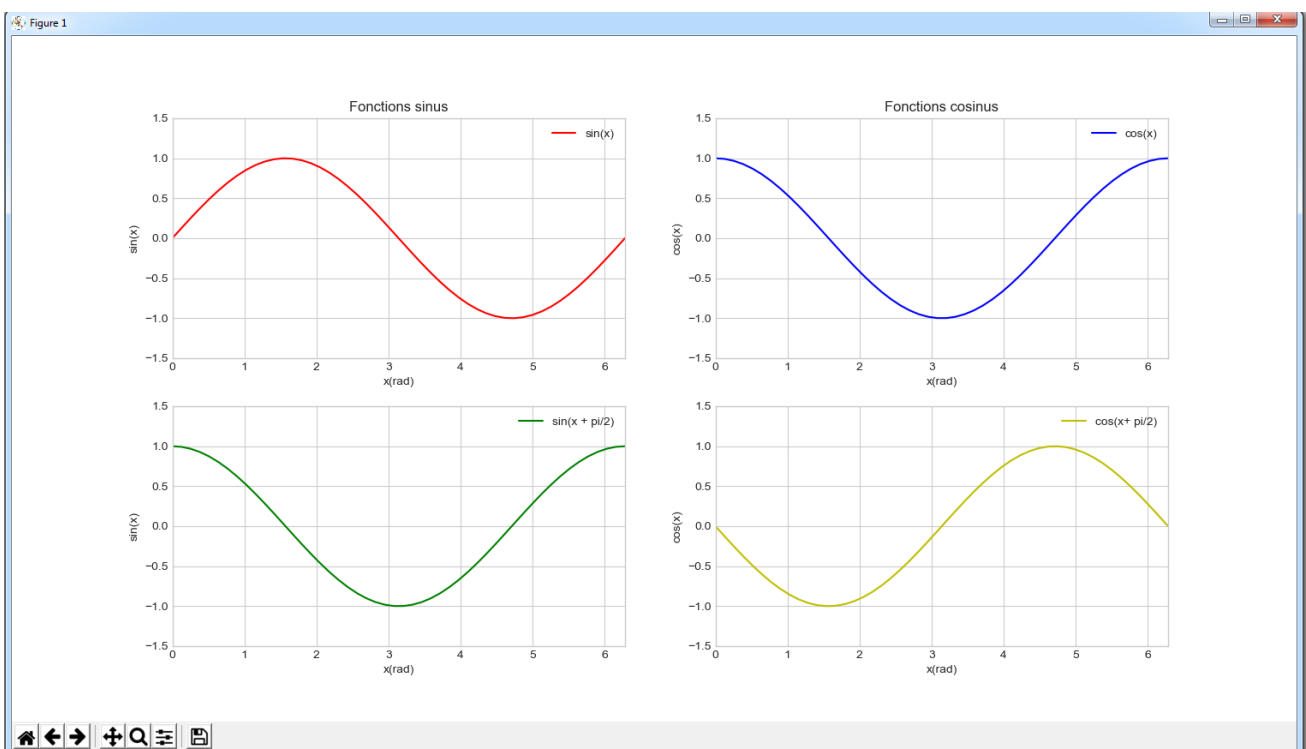 Figure 1
Fonctions sinus
1.5
sin(x)
1.0
0.5
sin(x)
0.0
−0.5
−1.0
−1.5
0 1 2 3 4 5 6
x(rad)
Fonctions cosinus
1.5
cos(x)
1.0
0.5
cos(x)
0.0
−0.5
−1.0
−1.5
0 1 2 3 4 5 6
x(rad)
1.5
sin(x + pi/2)
1.0
0.5
sin(x)
0.0
−0.5
−1.0
−1.5
0 1 2 3 4 5 6
x(rad)
1.5
cos(x+ pi/2)
1.0
0.5
cos(x)
0.0
−0.5
−1.0
−1.5
0 1 2 3 4 5 6
x(rad)